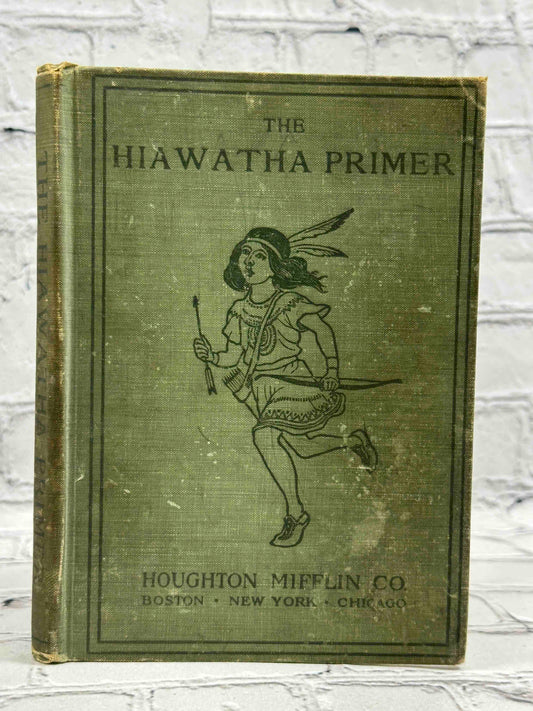 THE
HIAWATHA PRIMER
HOUGHTON MIFFLIN CO.
BOSTON • NEW YORK • CHICAGO
THE HIAWATHA PRIMER